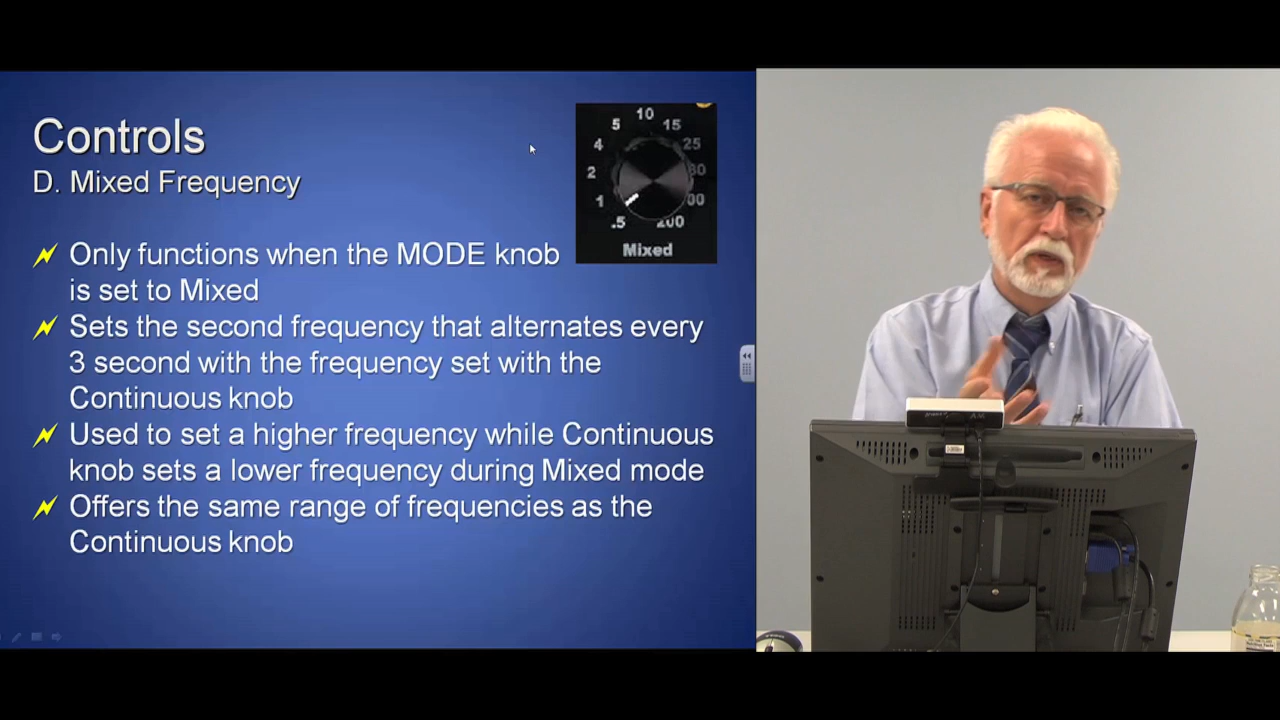 Controls
D. Mixed Frequency
10
5 15
4 25
2
1
.5 200
Mixed
Only functions when the MODE knob
is set to Mixed
Sets the second frequency that alternates every
3 second with the frequency set with the
Continuous knob
Used to set a higher frequency while Continuous
knob sets a lower frequency during Mixed mode
Offers the same range of frequencies as the
Continuous knob